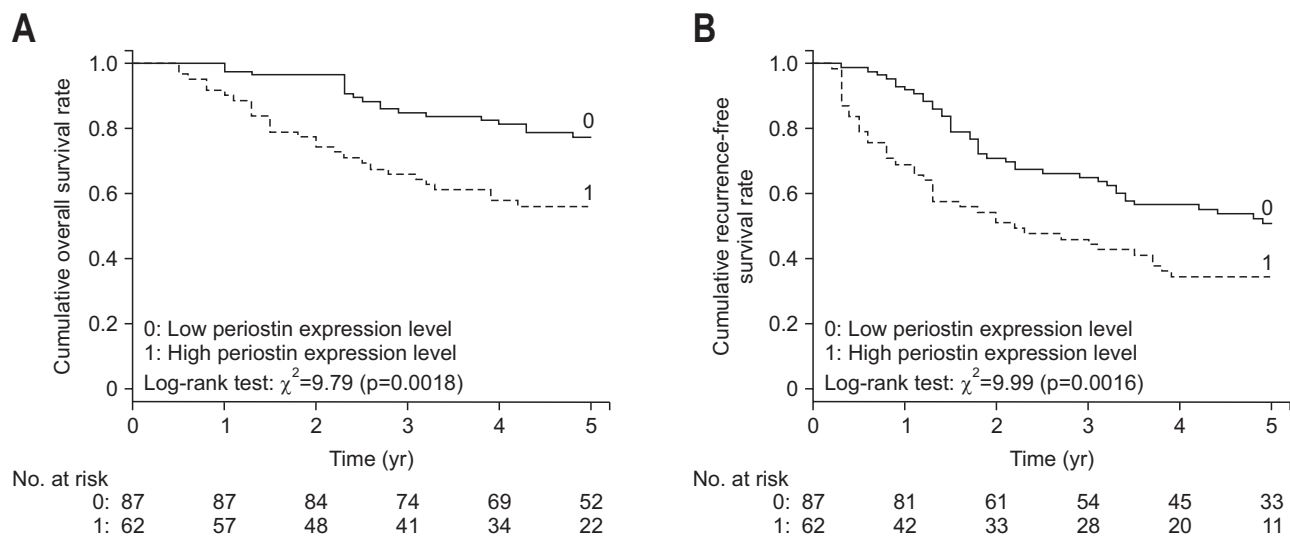 A
Cumulative overall survival rate
1.0
0.8
0.6
0.4
0.2
0
0
1
0: Low periostin expression level
1: High periostin expression level
Log-rank test: χ²=9.79 (p=0.0018)
0 1 2 3 4 5
Time (yr)
No. at risk
0: 87 87 84 74 69 52
1: 62 57 48 41 34 22
B
Cumulative recurrence-free
survival rate
1.0
0.8
0.6
0.4
0.2
0
0
1
0: Low periostin expression level
1: High periostin expression level
Log-rank test: χ²=9.99 (p=0.0016)
0 1 2 3 4 5
Time (yr)
No. at risk
0: 87 81 61 54 45 33
1: 62 42 33 28 20 11